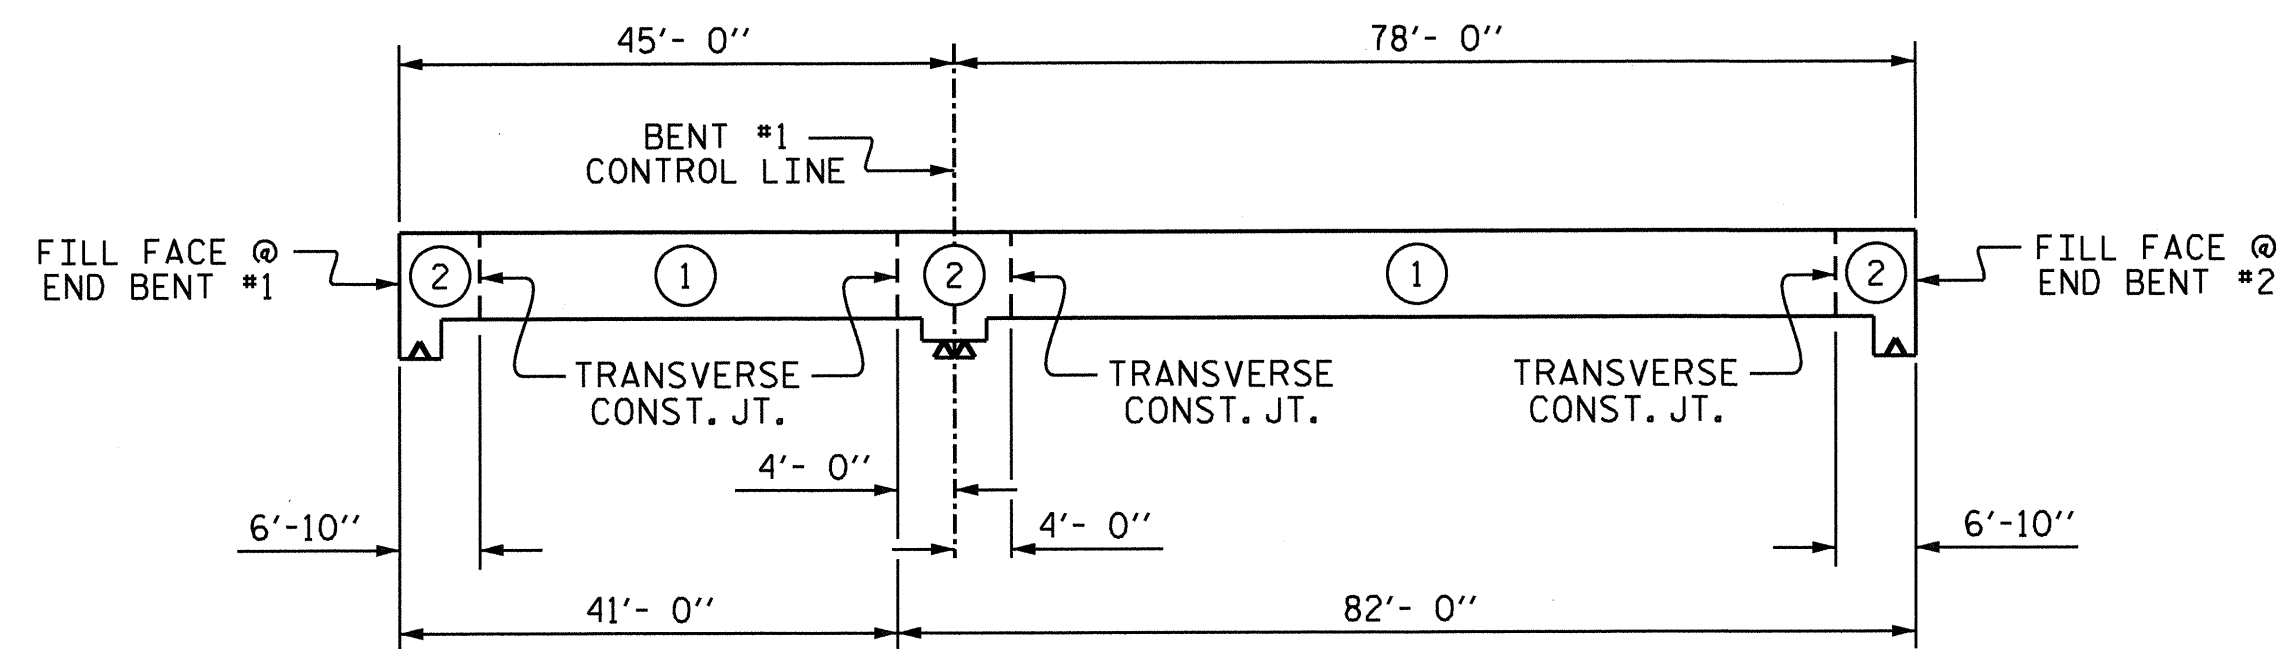 45'- 0"
78'- 0"
BENT #1
CONTROL LINE
FILL FACE @
END BENT #1
2
1
2
1
2
FILL FACE @
END BENT #2
TRANSVERSE
CONST. JT.
TRANSVERSE
CONST. JT.
TRANSVERSE
CONST. JT.
4'- 0"
6'-10"
4'- 0"
6'-10"
41'- 0"
82'- 0"